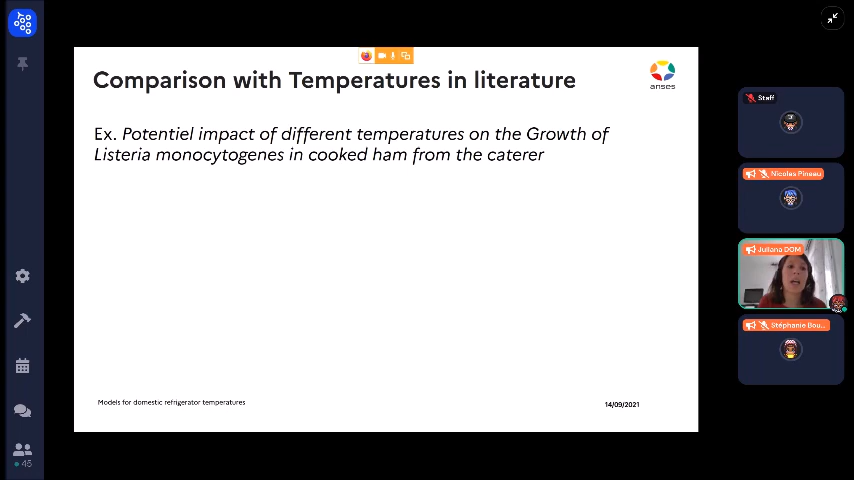 Comparison with Temperatures in literature
anses
Ex. Potentiel impact of different temperatures on the Growth of
Listeria monocytogenes in cooked ham from the caterer
Models for domestic refrigerator temperatures
14/09/2021
Staff
Nicolas Pineau
Juliana DOM
Stéphanie Bou...
45